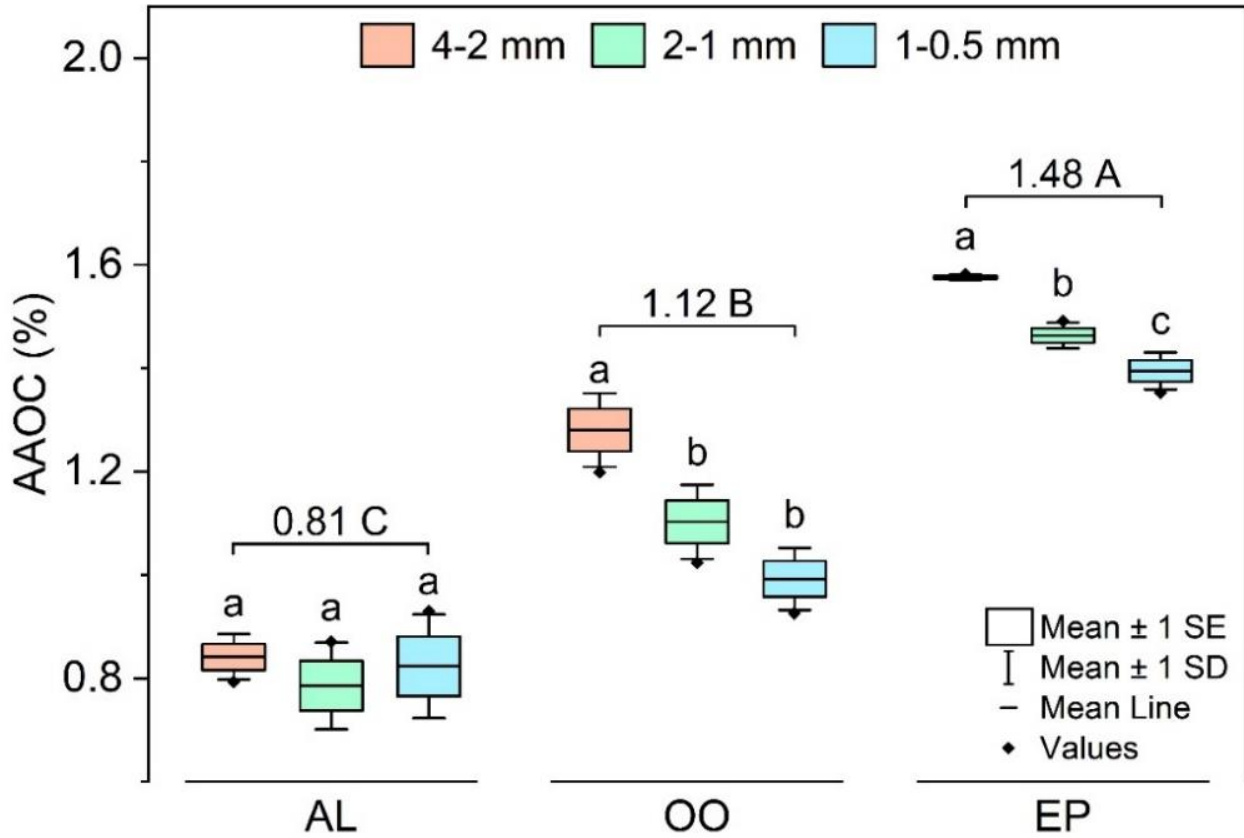 4-2 mm 2-1 mm 1-0.5 mm
2.0
1.48 A
a
1.6
b
c
1.12 B
a
AAOC (%)
1.2
b
b
0.81 C
a
a
a
0.8
Mean ± 1 SE
Mean ± 1 SD
Mean Line
Values
AL OO EP